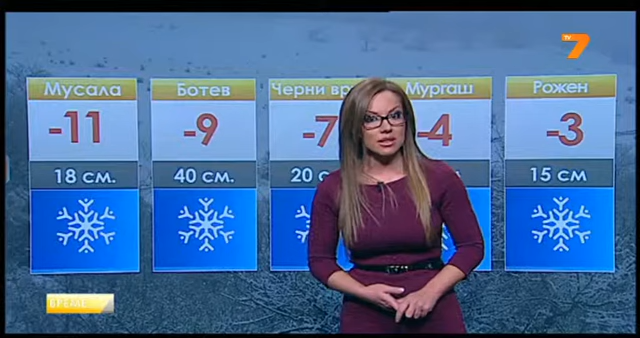 TV 7
Мусала Ботев Черни вр Мургаш Рожен
-11 -9 -7 -4 -3
18 см. 40 см. 20 с 15 см
ВРЕМЕ